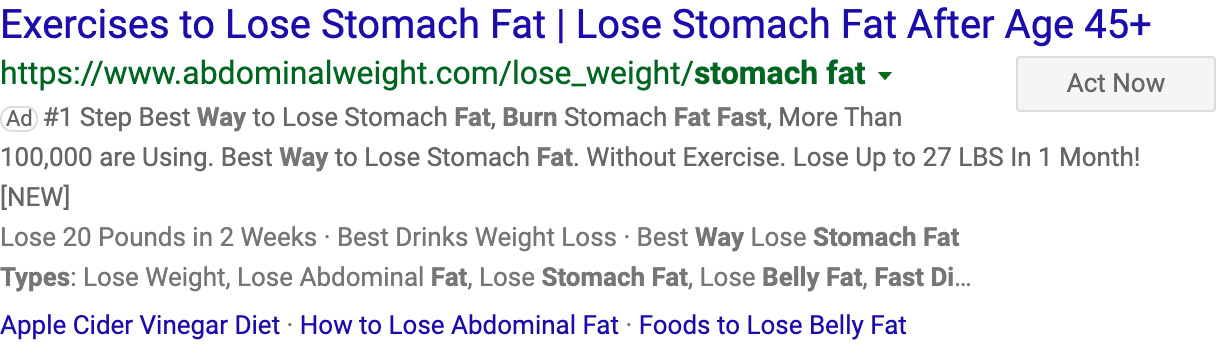 Exercises to Lose Stomach Fat | Lose Stomach Fat After Age 45+
https://www.abdominalweight.com/lose_weight/stomach fat
Act Now
Ad #1 Step Best Way to Lose Stomach Fat, Burn Stomach Fat Fast, More Than
100,000 are Using. Best Way to Lose Stomach Fat. Without Exercise. Lose Up to 27 LBS In 1 Month!
[NEW]
Lose 20 Pounds in 2 Weeks · Best Drinks Weight Loss · Best Way Lose Stomach Fat
Types: Lose Weight, Lose Abdominal Fat, Lose Stomach Fat, Lose Belly Fat, Fast Di...
Apple Cider Vinegar Diet · How to Lose Abdominal Fat · Foods to Lose Belly Fat